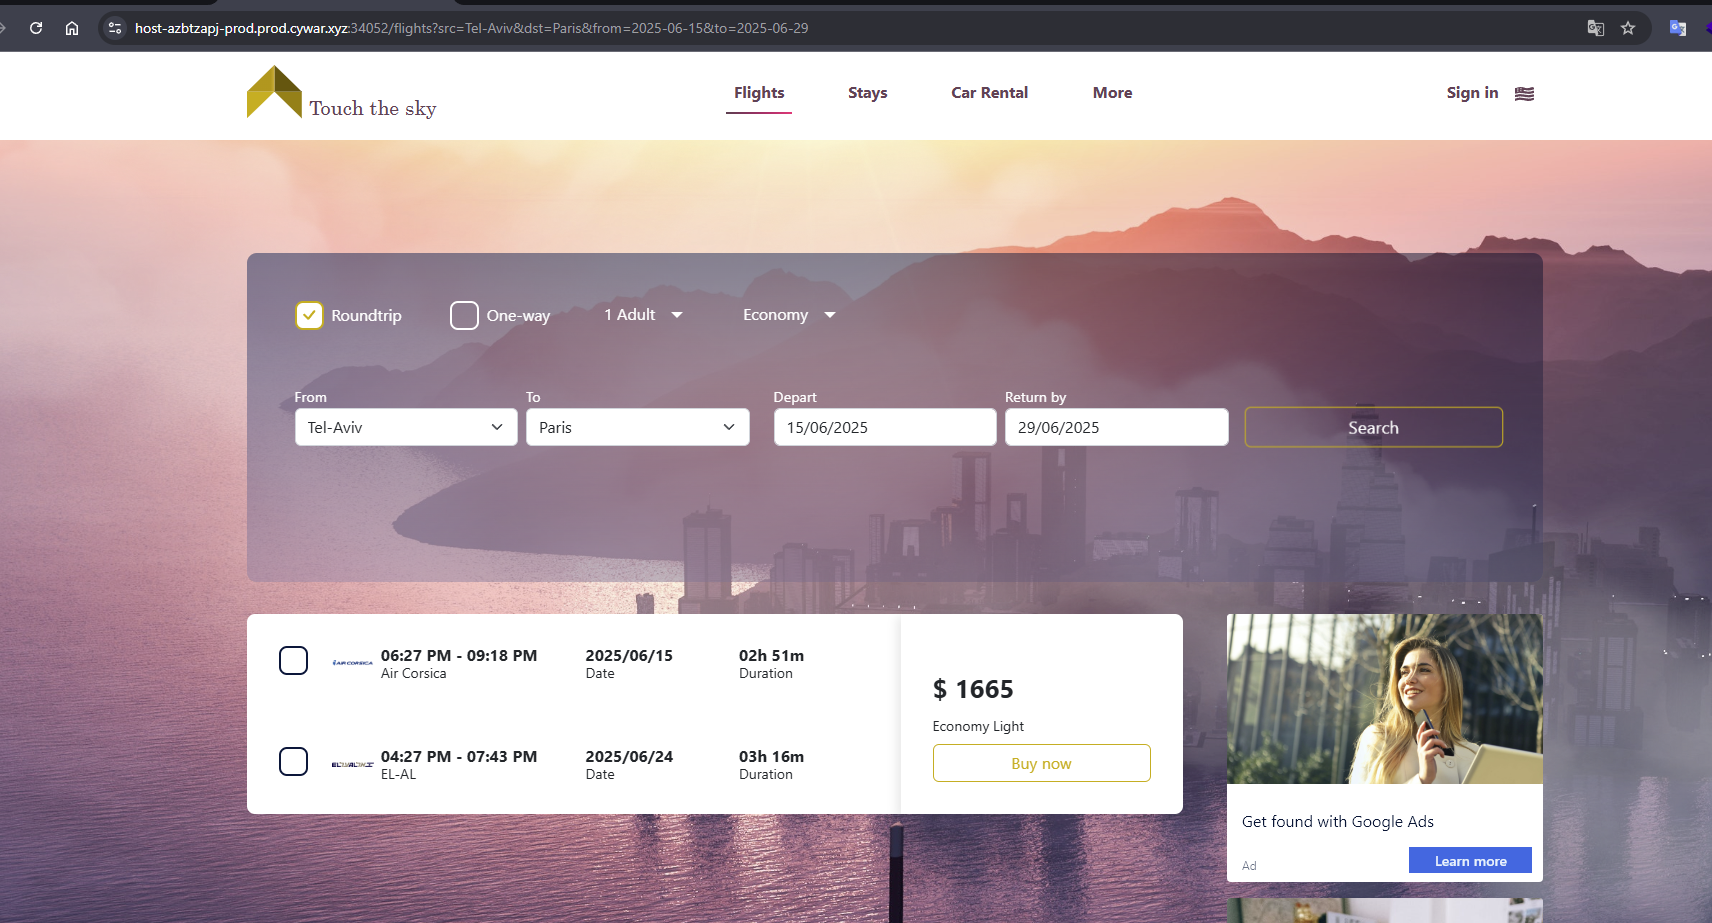 host-azbtzapj-prod.prod.cywar.xyz:34052/flights?src=Tel-Aviv&dst=Paris&from=2025-06-15&to=2025-06-29
Touch the sky
Flights
Stays
Car Rental
More
Sign in
Roundtrip
One-way
1 Adult
Economy
From
To
Depart
Return by
Tel-Aviv
Paris
15/06/2025
29/06/2025
Search
AIR CORSICA
06:27 PM - 09:18 PM
2025/06/15
02h 51m
Air Corsica
Date
Duration
04:27 PM - 07:43 PM
2025/06/24
03h 16m
EL-AL
Date
Duration
$ 1665
Economy Light
Buy now
Get found with Google Ads
Ad
Learn more